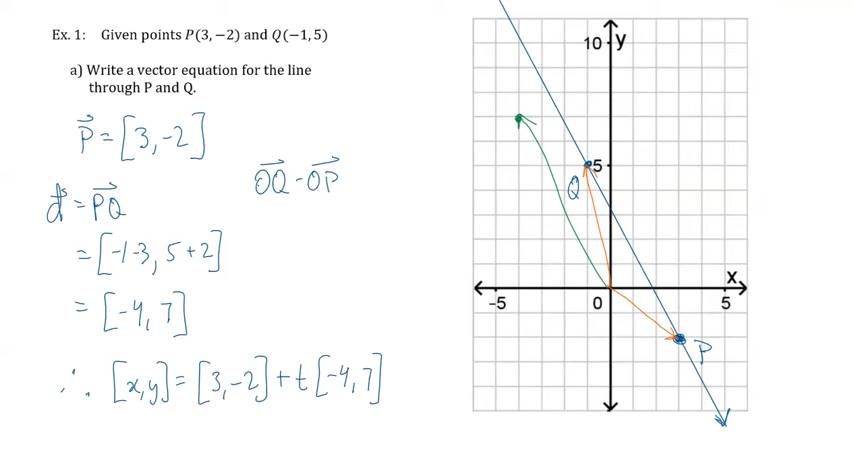 Ex. 1: Given points P(3, −2) and Q(−1, 5)
a) Write a vector equation for the line
through P and Q.
P⃗ = [3, -2]
d⃗ = PQ⃗
OQ⃗ - OP⃗
= [-1-3, 5+2]
= [-4, 7]
∴ [x,y] = [3, -2] + t [-4, 7]
10 y
5
Q
x
-5 0 5
P